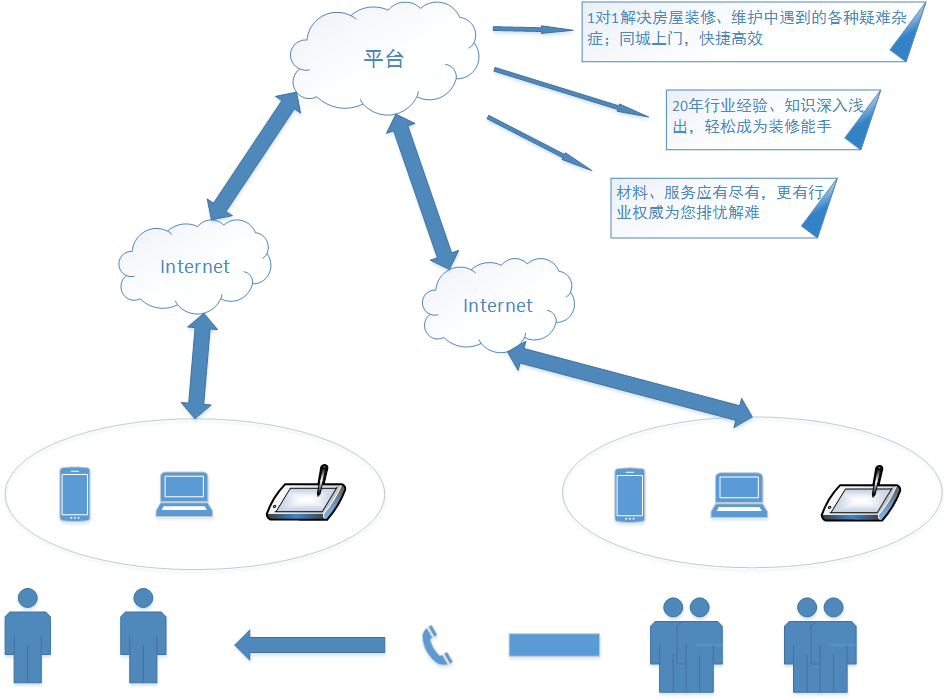 平台
1对1解决房屋装修、维护中遇到的各种疑难杂
症；同城上门，快捷高效
20年行业经验、知识深入浅
出，轻松成为装修能手
材料、服务应有尽有，更有行
业权威为您排忧解难
Internet
Internet